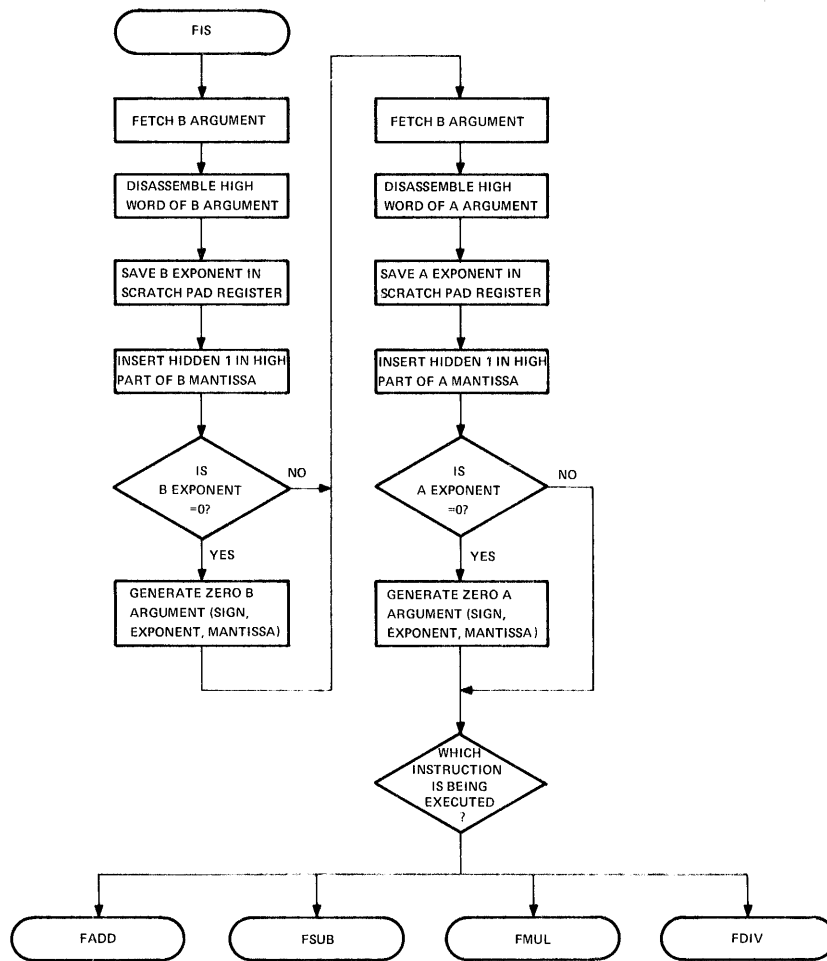 FIS
FETCH B ARGUMENT
DISASSEMBLE HIGH
WORD OF B ARGUMENT
SAVE B EXPONENT IN
SCRATCH PAD REGISTER
INSERT HIDDEN 1 IN HIGH
PART OF B MANTISSA
IS
B EXPONENT
=0?
NO
YES
GENERATE ZERO B
ARGUMENT (SIGN,
EXPONENT, MANTISSA)
FETCH B ARGUMENT
DISASSEMBLE HIGH
WORD OF A ARGUMENT
SAVE A EXPONENT IN
SCRATCH PAD REGISTER
INSERT HIDDEN 1 IN HIGH
PART OF A MANTISSA
IS
A EXPONENT
=0?
NO
YES
GENERATE ZERO A
ARGUMENT (SIGN,
EXPONENT, MANTISSA)
WHICH
INSTRUCTION
IS BEING
EXECUTED
?
FADD
FSUB
FMUL
FDIV